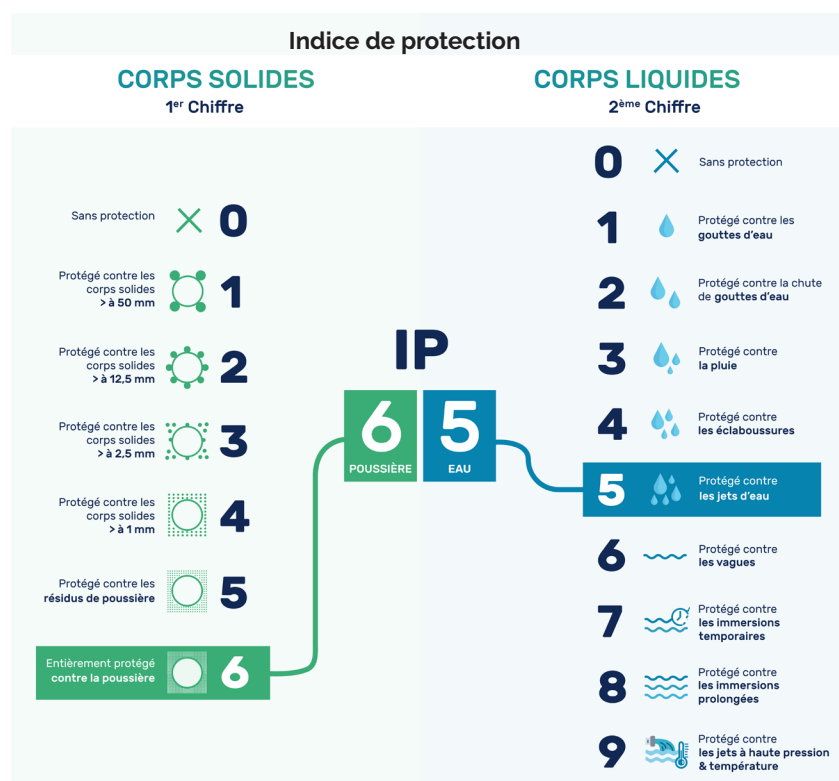 Indice de protection
CORPS SOLIDES
1er Chiffre
Sans protection
0
Protégé contre les
corps solides
> à 50 mm
1
Protégé contre les
corps solides
> à 12,5 mm
2
Protégé contre les
corps solides
> à 2,5 mm
3
Protégé contre les
corps solides
> à 1 mm
4
Protégé contre les
résidus de poussière
5
Entièrement protégé
contre la poussière
6
IP
6
POUSSIÈRE
5
EAU
CORPS LIQUIDES
2ème Chiffre
0
Sans protection
1
Protégé contre les
gouttes d'eau
2
Protégé contre la chute
de gouttes d'eau
3
Protégé contre
la pluie
4
Protégé contre
les éclaboussures
5
Protégé contre
les jets d'eau
6
Protégé contre
les vagues
7
Protégé contre
les immersions
temporaires
8
Protégé contre
les immersions
prolongées
9
Protégé contre
les jets à haute pression
& température